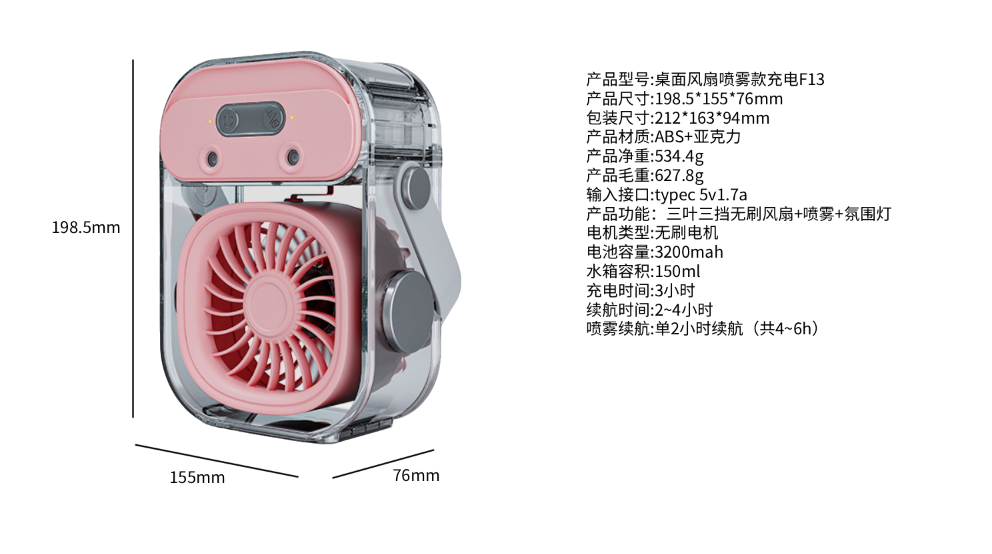 产品型号:桌面风扇喷雾款充电F13
产品尺寸:198.5*155*76mm
包装尺寸:212*163*94mm
产品材质:ABS+亚克力
产品净重:534.4g
产品毛重:627.8g
输入接口:typec 5v1.7a
产品功能：三叶三挡无刷风扇+喷雾+氛围灯
电机类型:无刷电机
电池容量:3200mah
水箱容积:150ml
充电时间:3小时
续航时间:2~4小时
喷雾续航:单2小时续航（共4~6h）
198.5mm
155mm
76mm